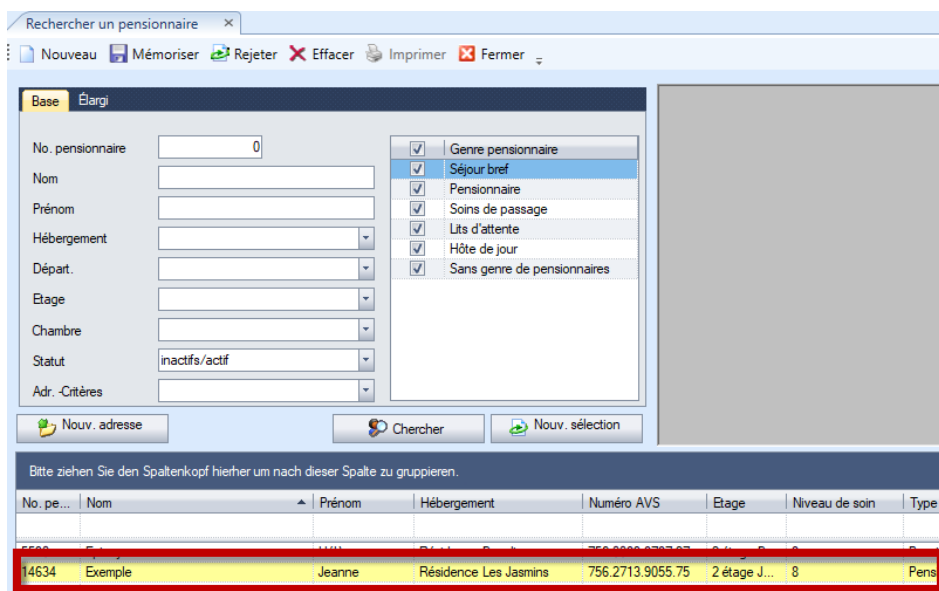 Rechercher un pensionnaire ×
Nouveau Mémoriser Rejeter Effacer Imprimer Fermer
Base Élargi
No. pensionnaire 0
Nom
Prénom
Hébergement
Départ.
Etage
Chambre
Statut inactifs/actif
Adr. -Critères
Genre pensionnaire
Séjour bref
Pensionnaire
Soins de passage
Lits d'attente
Hôte de jour
Sans genre de pensionnaires
Nouv. adresse Chercher Nouv. sélection
Bitte ziehen Sie den Spaltenkopf hierher um nach dieser Spalte zu gruppieren.
No. pe... Nom Prénom Hébergement Numéro AVS Etage Niveau de soin Type
14634 Exemple Jeanne Résidence Les Jasmins 756.2713.9055.75 2 étage J... 8 Pens